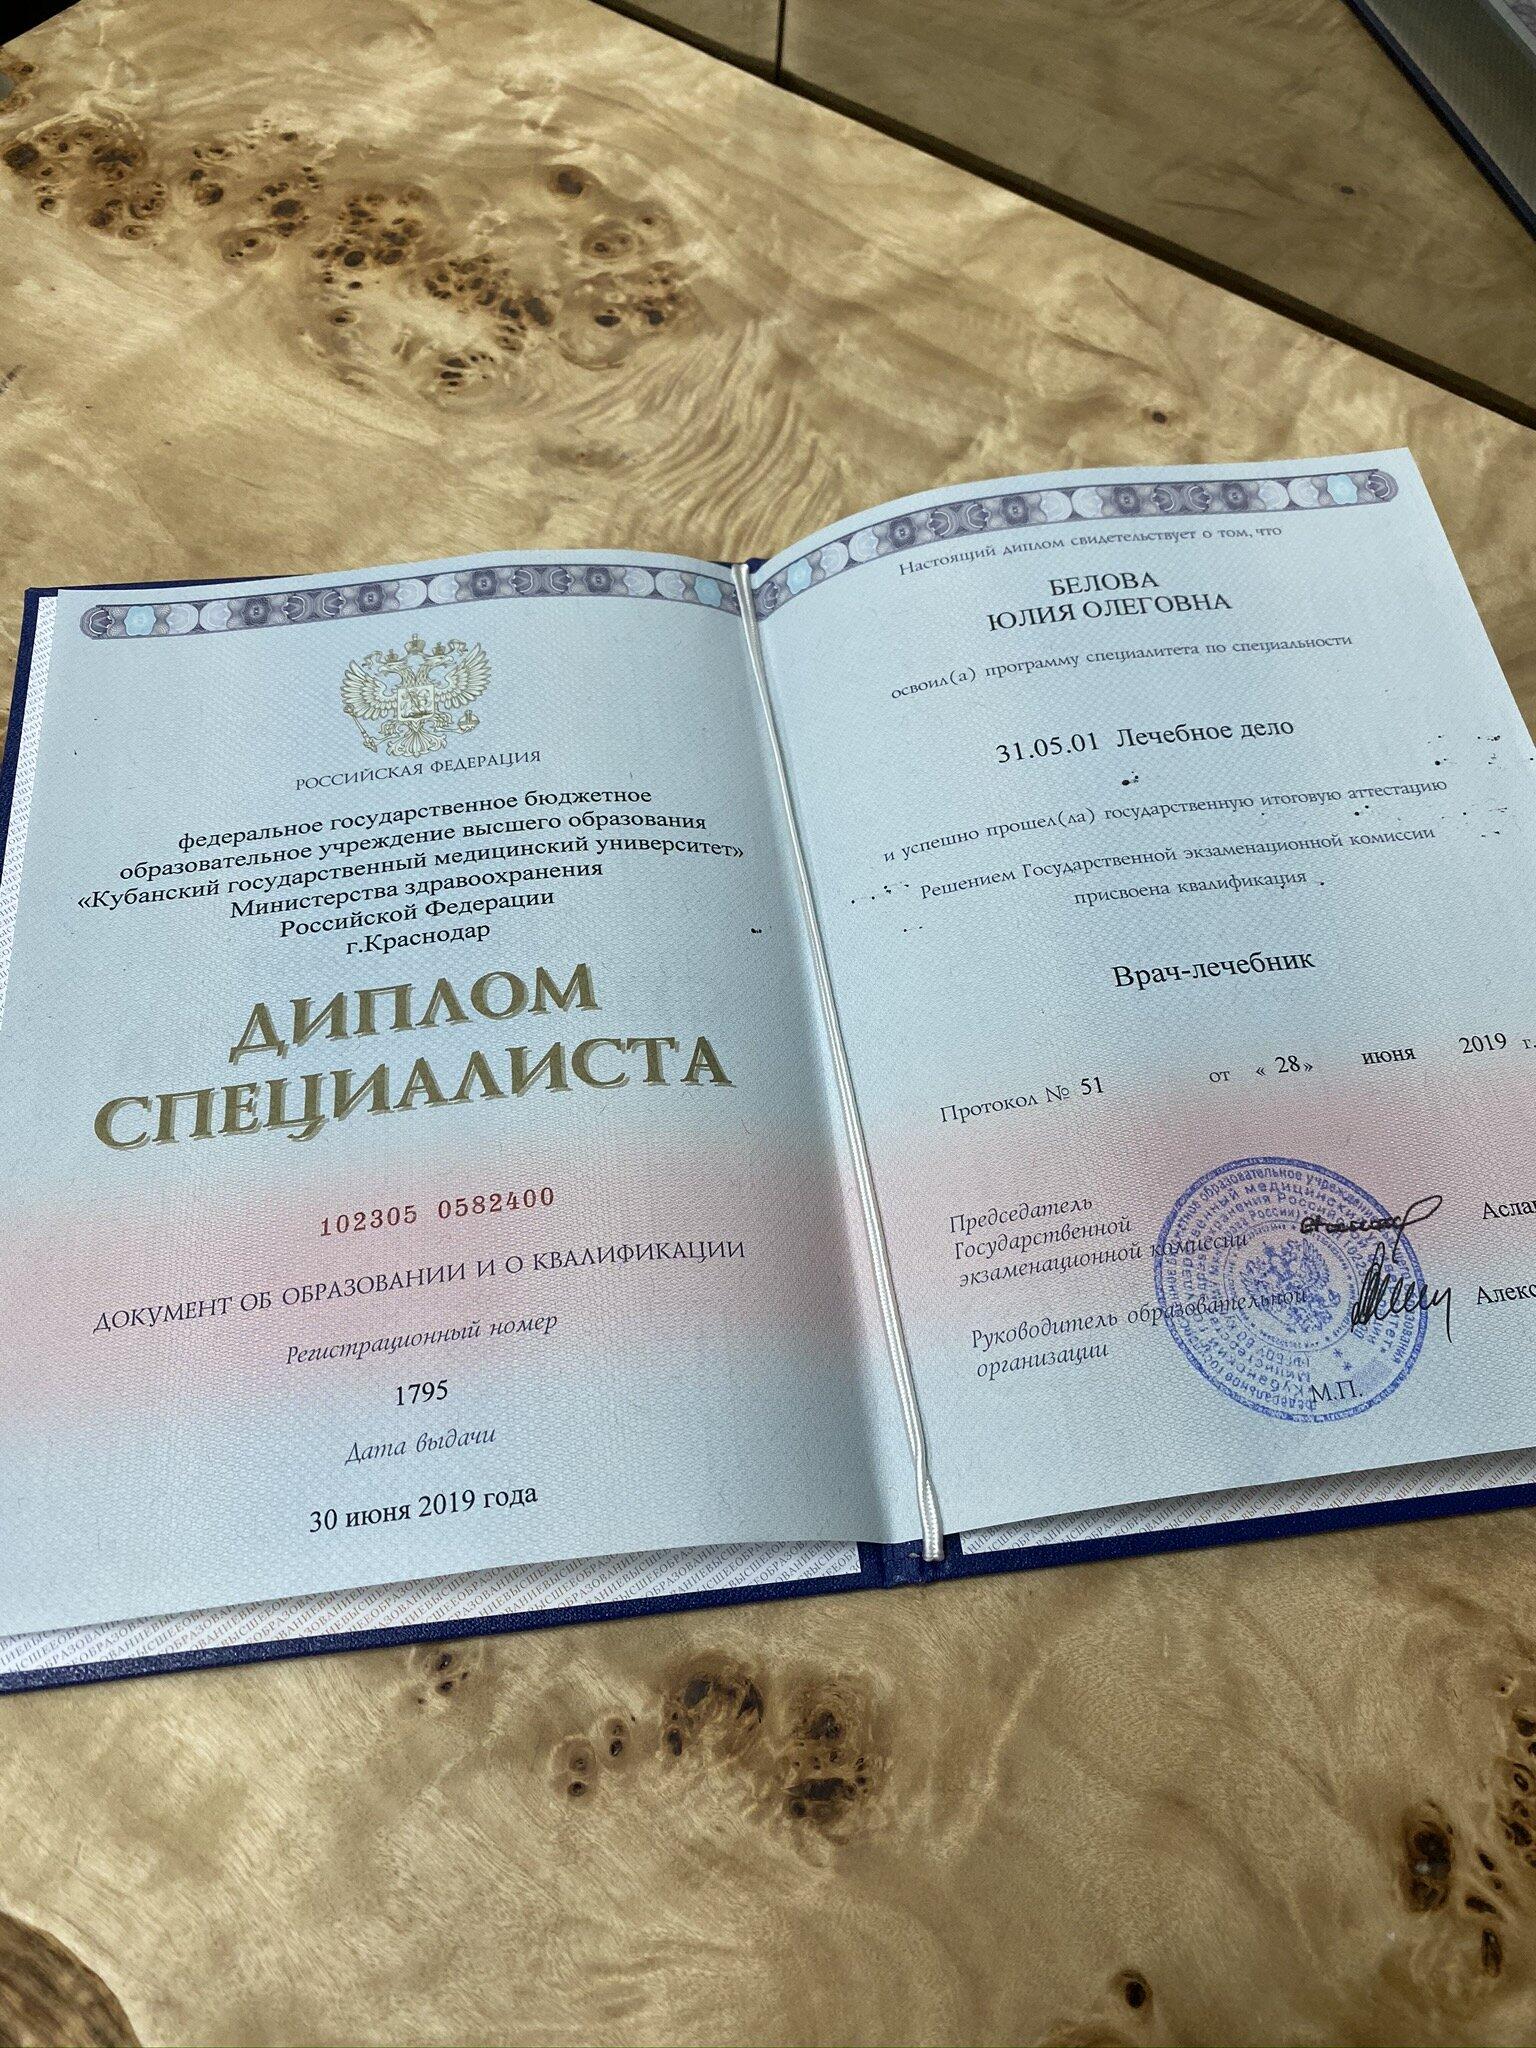 РОССИЙСКАЯ ФЕДЕРАЦИЯ
федеральное государственное бюджетное
образовательное учреждение высшего образования
«Кубанский государственный медицинский университет»
Министерства здравоохранения
Российской Федерации
г.Краснодар
ДИПЛОМ
СПЕЦИАЛИСТА
102305 0582400
ДОКУМЕНТ ОБ ОБРАЗОВАНИИ И О КВАЛИФИКАЦИИ
Регистрационный номер
1795
Дата выдачи
30 июня 2019 года
Настоящий диплом свидетельствует о том, что
БЕЛОВА
ЮЛИЯ ОЛЕГОВНА
освоил(а) программу специалитета по специальности
31.05.01 Лечебное дело
и успешно прошел(ла) государственную итоговую аттестацию
Решением Государственной экзаменационной комиссии
присвоена квалификация
Врач-лечебник
Протокол № 51 от « 28» июня 2019 г.
Председатель
Государственной
экзаменационной комиссии
Руководитель образовательной
организации
М.П.